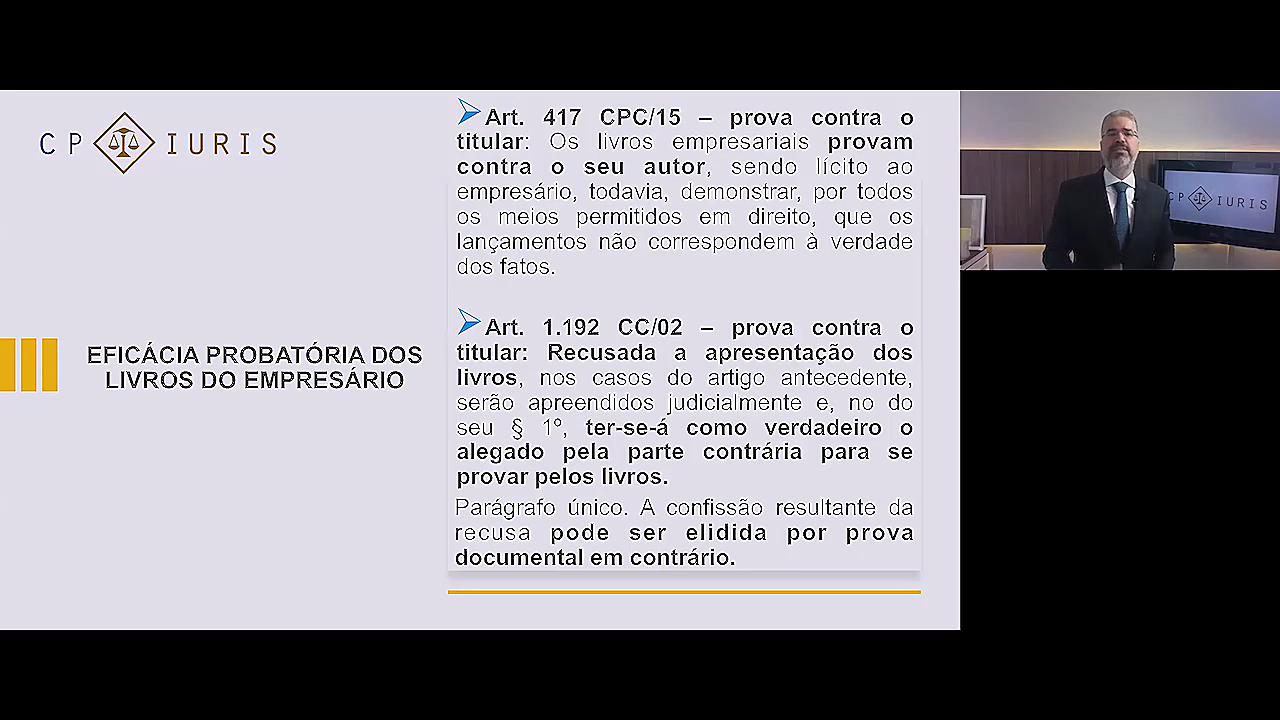 CP IURIS
EFICÁCIA PROBATÓRIA DOS
LIVROS DO EMPRESÁRIO
Art. 417 CPC/15 – prova contra o
titular: Os livros empresariais provam
contra o seu autor, sendo lícito ao
empresário, todavia, demonstrar, por todos
os meios permitidos em direito, que os
lançamentos não correspondem à verdade
dos fatos.
Art. 1.192 CC/02 – prova contra o
titular: Recusada a apresentação dos
livros, nos casos do artigo antecedente,
serão apreendidos judicialmente e, no do
seu § 1º, ter-se-á como verdadeiro o
alegado pela parte contrária para se
provar pelos livros.
Parágrafo único. A confissão resultante da
recusa pode ser elidida por prova
documental em contrário.
CP IURIS